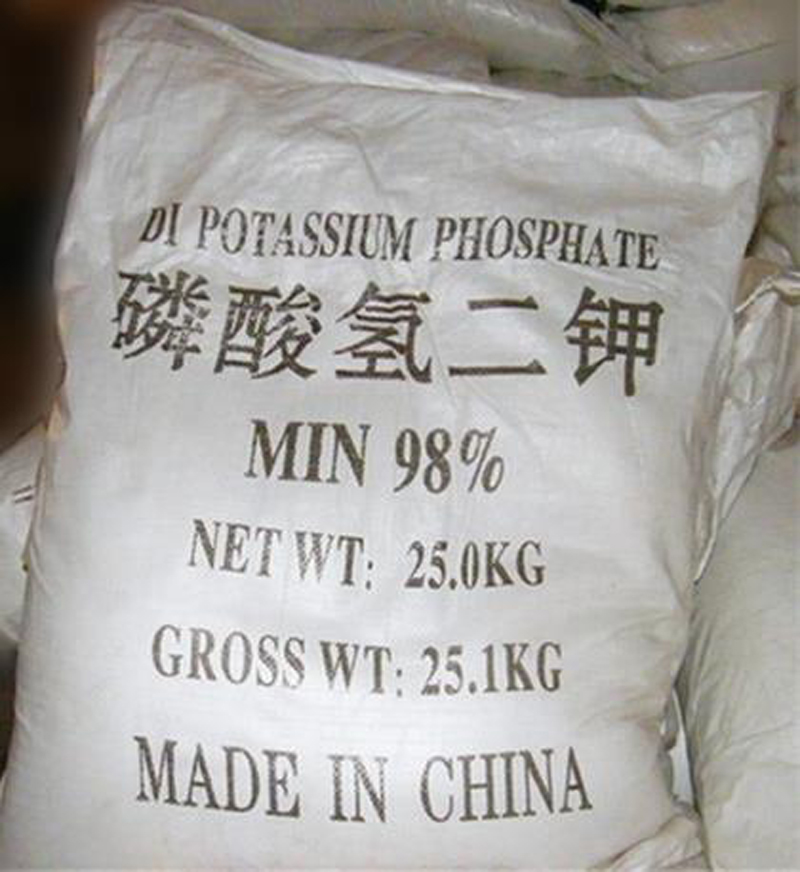 DI POTASSIUM PHOSPHATE
磷酸氢二钾
MIN 98%
NET WT: 25.0KG
GROSS WT: 25.1KG
MADE IN CHINA